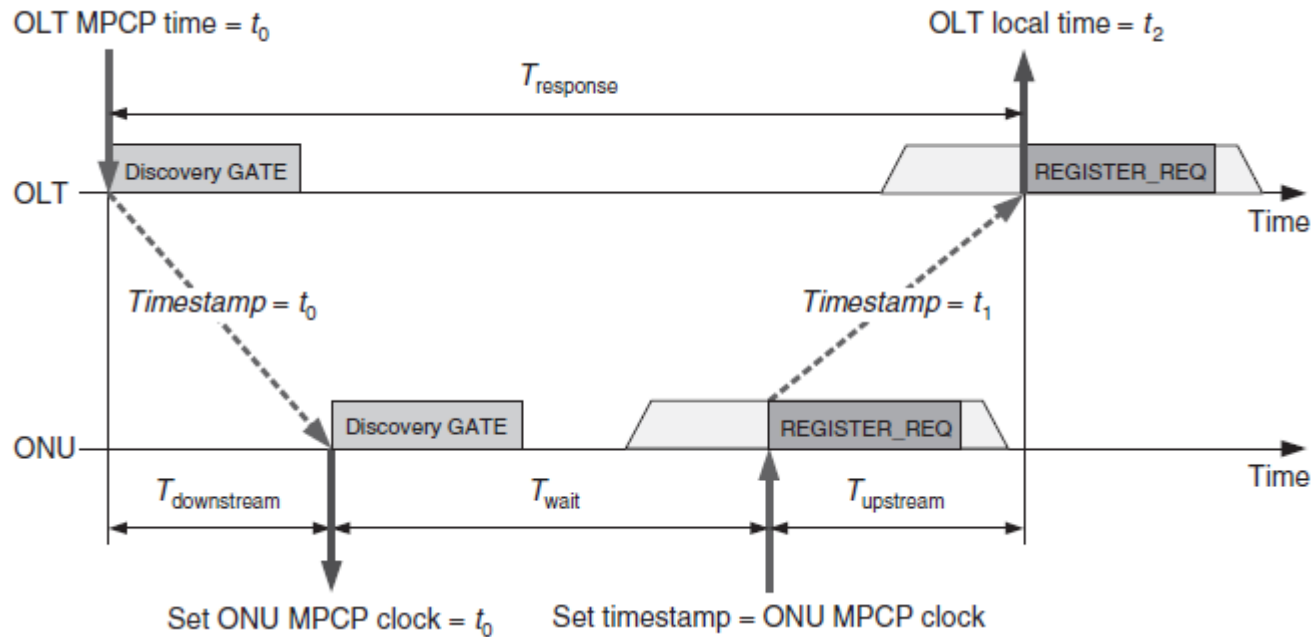 OLT MPCP time = t0
OLT local time = t2
Tresponse
Discovery GATE
REGISTER_REQ
OLT
Time
Timestamp = t0
Timestamp = t1
Discovery GATE
REGISTER_REQ
ONU
Time
Tdownstream
Twait
Tupstream
Set ONU MPCP clock = t0
Set timestamp = ONU MPCP clock